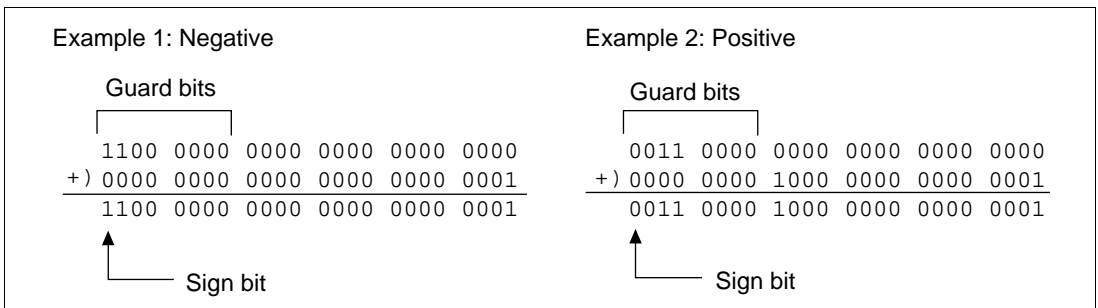 Example 1: Negative
Guard bits
1100 0000 0000 0000 0000 0000
+) 0000 0000 0000 0000 0000 0001
1100 0000 0000 0000 0000 0001
Sign bit
Example 2: Positive
Guard bits
0011 0000 0000 0000 0000 0000
+) 0000 0000 1000 0000 0000 0001
0011 0000 1000 0000 0000 0001
Sign bit